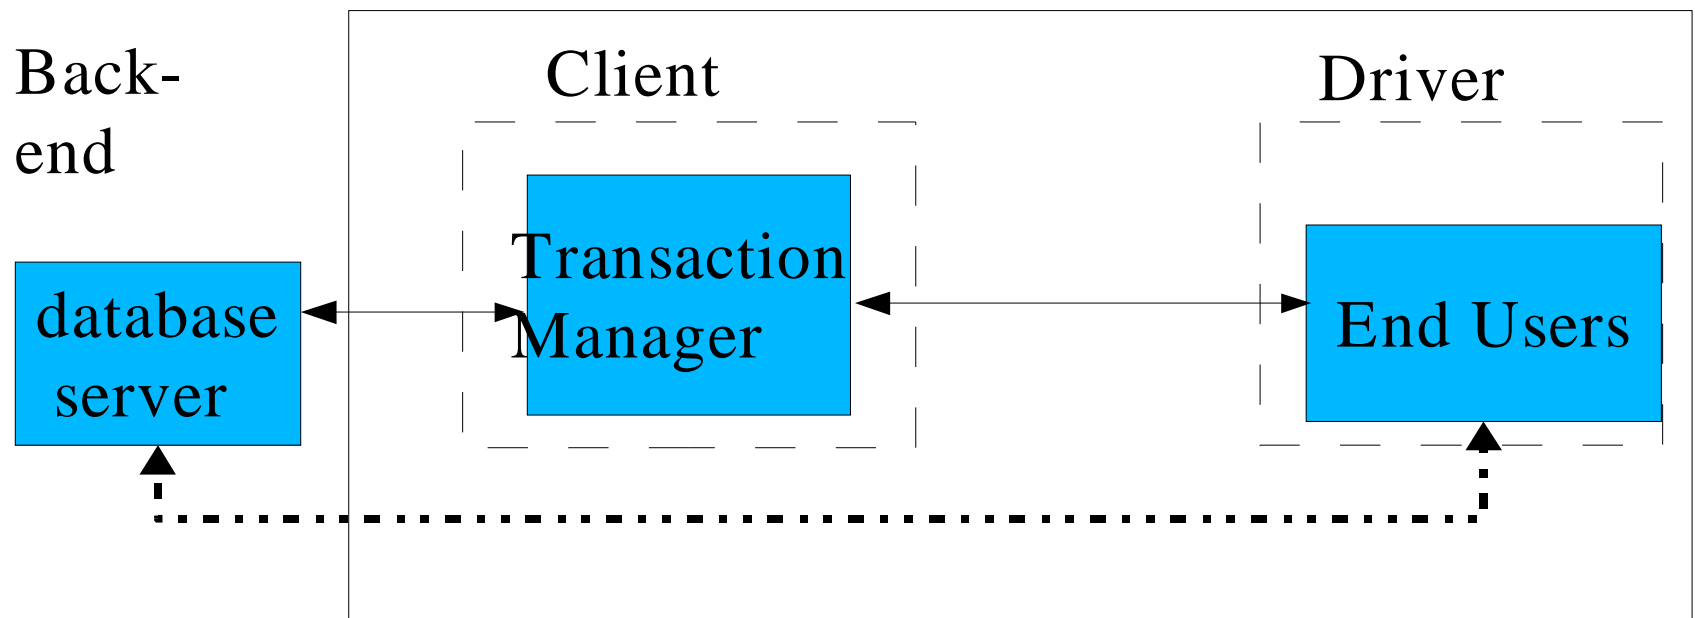 Back-
end
Client
Driver
database
server
Transaction
Manager
End Users